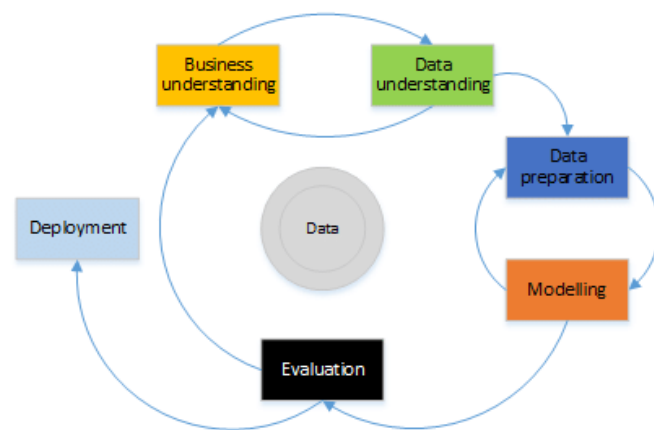 Business
understanding
Data
understanding
Data
preparation
Deployment
Data
Modelling
Evaluation